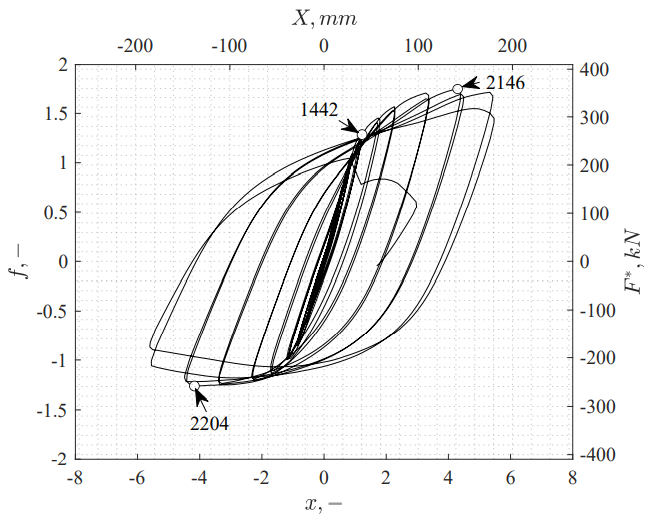 X, mm
-200 -100 0 100 200
2 400
2146
1.5 300
1442
1 200
0.5 100
f, – 0 0 F*, kN
-0.5 -100
-1 -200
-1.5 -300
2204
-2 -400
-8 -6 -4 -2 0 2 4 6 8
x, –